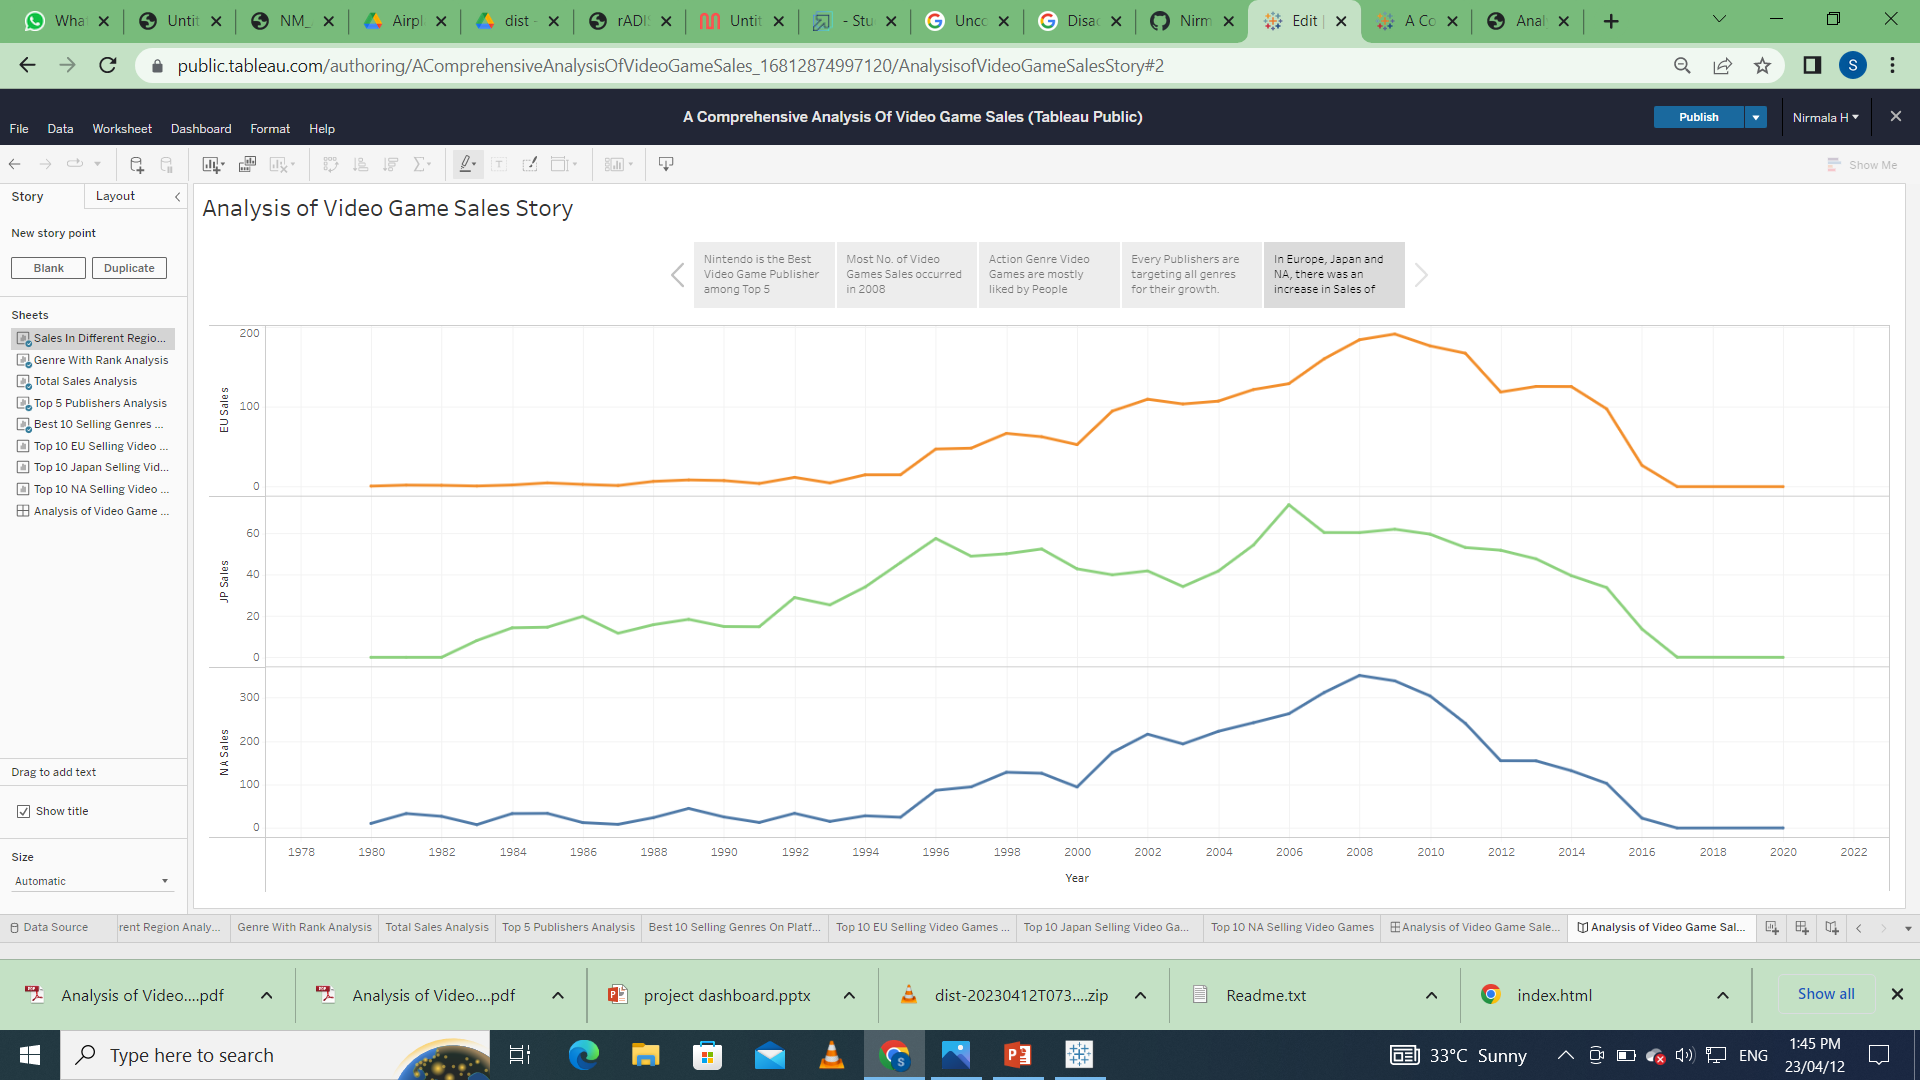 What
Untit
NM_
Airpl
dist -
rADI
Untit
- Stu
Unco
Disa
Nirm
Edit |
A Co
Anal
public.tableau.com/authoring/AComprehensiveAnalysisOfVideoGameSales_16812874997120/AnalysisofVideoGameSalesStory#2
S
A Comprehensive Analysis Of Video Game Sales (Tableau Public)
Publish
Nirmala H
File Data Worksheet Dashboard Format Help
Show Me
Story
Layout
New story point
Blank
Duplicate
Sheets
Sales In Different Regio...
Genre With Rank Analysis
Total Sales Analysis
Top 5 Publishers Analysis
Best 10 Selling Genres ...
Top 10 EU Selling Video ...
Top 10 Japan Selling Vid...
Top 10 NA Selling Video ...
Analysis of Video Game ...
Drag to add text
Show title
Size
Automatic
Analysis of Video Game Sales Story
Nintendo is the Best
Video Game Publisher
among Top 5
Most No. of Video
Games Sales occurred
in 2008
Action Genre Video
Games are mostly
liked by People
Every Publishers are
targeting all genres
for their growth.
In Europe, Japan and
NA, there was an
increase in Sales of
EU Sales
200
100
0
JP Sales
60
40
20
0
NA Sales
300
200
100
0
1978 1980 1982 1984 1986 1988 1990 1992 1994 1996 1998 2000 2002 2004 2006 2008 2010 2012 2014 2016 2018 2020 2022
Year
Data Source
rent Region Analy...
Genre With Rank Analysis
Total Sales Analysis
Top 5 Publishers Analysis
Best 10 Selling Genres On Platf...
Top 10 EU Selling Video Games ...
Top 10 Japan Selling Video Ga...
Top 10 NA Selling Video Games
Analysis of Video Game Sale...
Analysis of Video Game Sal...
Analysis of Video....pdf
Analysis of Video....pdf
project dashboard.pptx
dist-20230412T073....zip
Readme.txt
index.html
Show all
Type here to search
33°C Sunny
ENG
1:45 PM
23/04/12